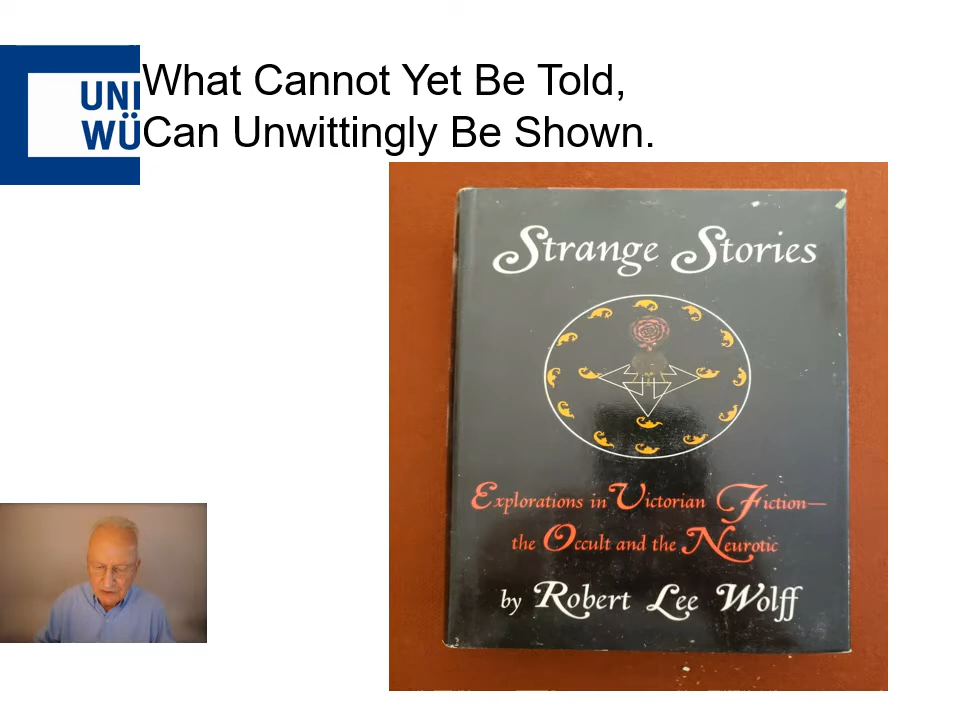 What Cannot Yet Be Told,
Can Unwittingly Be Shown.
UNI
WÜ
Strange Stories
Explorations in Victorian Fiction—
the Occult and the Neurotic
by Robert Lee Wolff